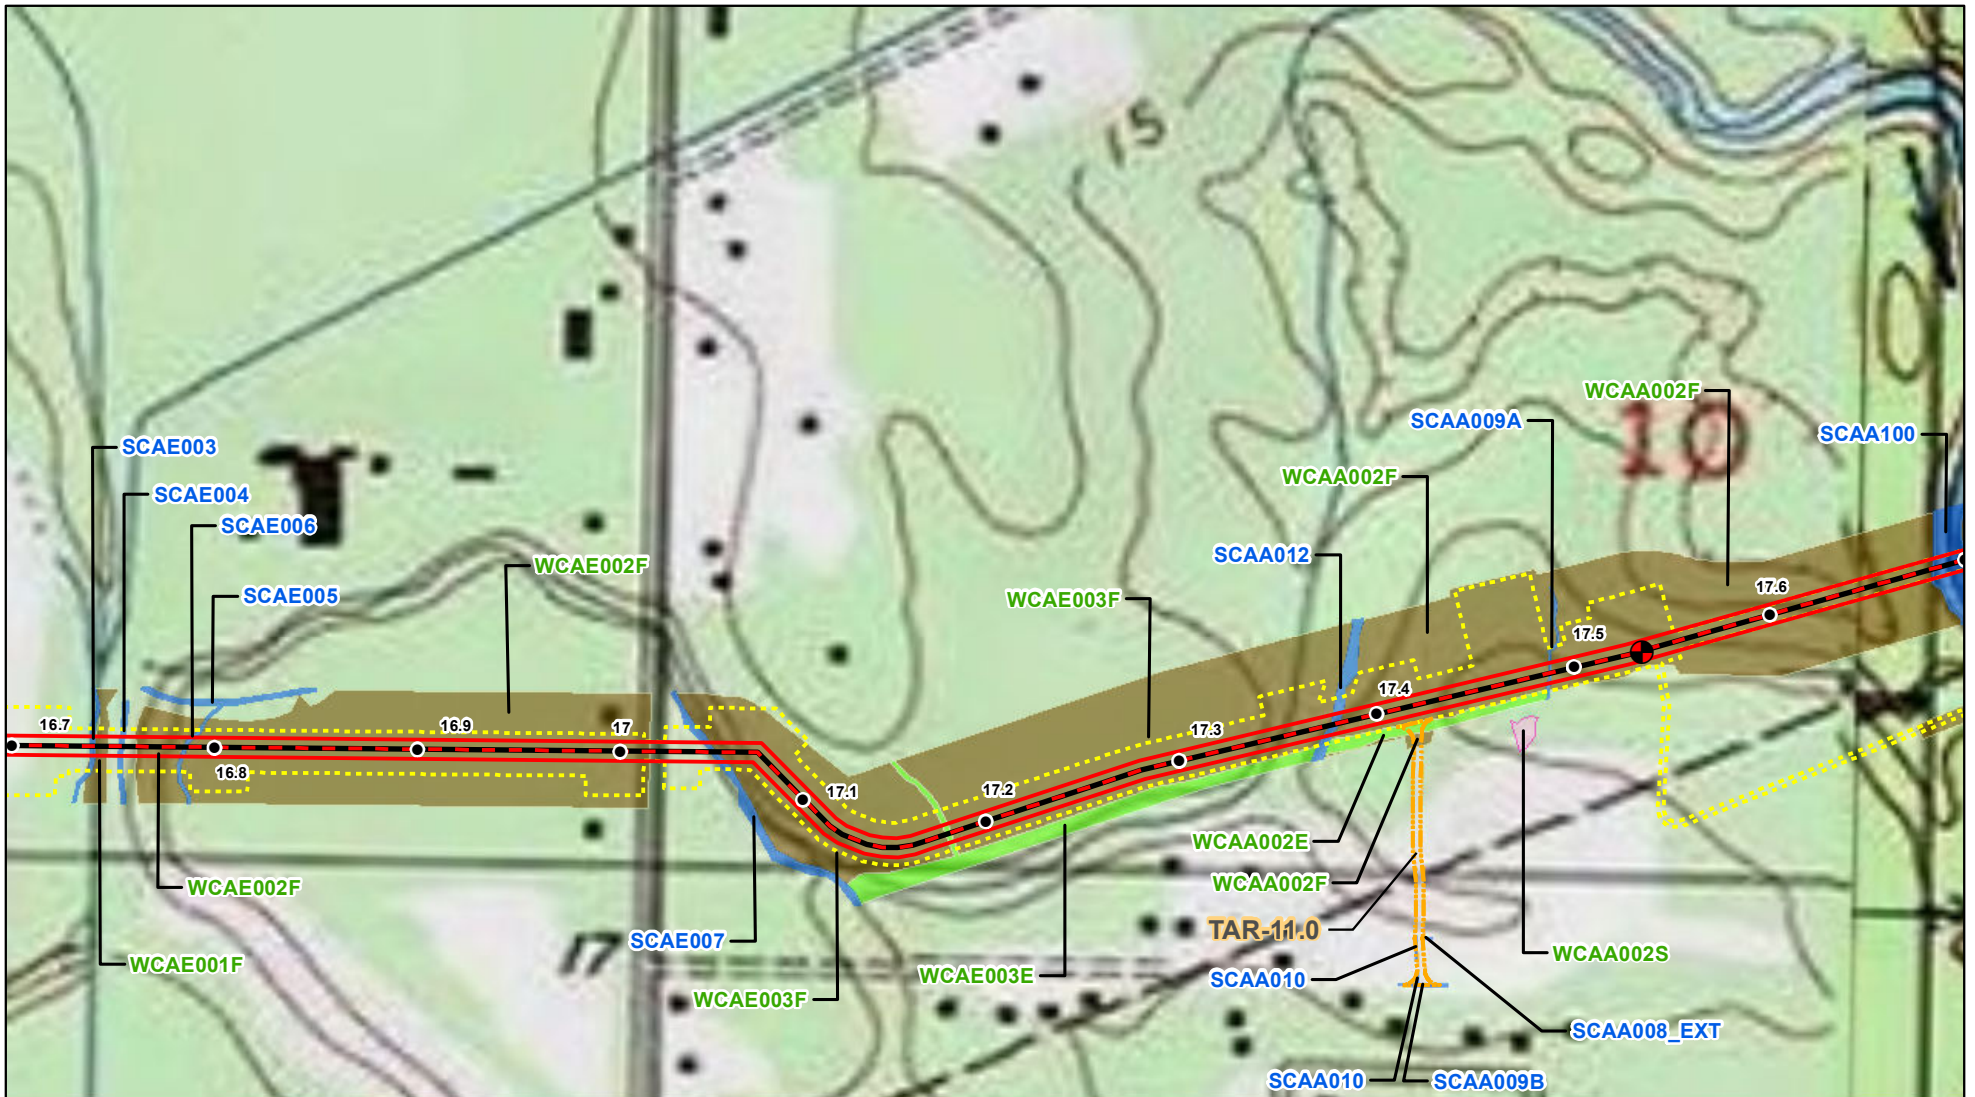 15
WCAA002F
SCAA009A
10
SCAA100
SCAE003
WCAA002F
SCAE004
SCAE006
SCAA012
WCAE002F
SCAE005
WCAE003F
17.6
17.5
17.4
16.7
16.9
17
17.3
16.8
17.1
17.2
WCAA002E
WCAE002F
WCAA002F
TAR-11.0
SCAE007
17
WCAE001F
WCAE003E
WCAA002S
SCAA010
WCAE003F
SCAA008_EXT
SCAA010
SCAA009B